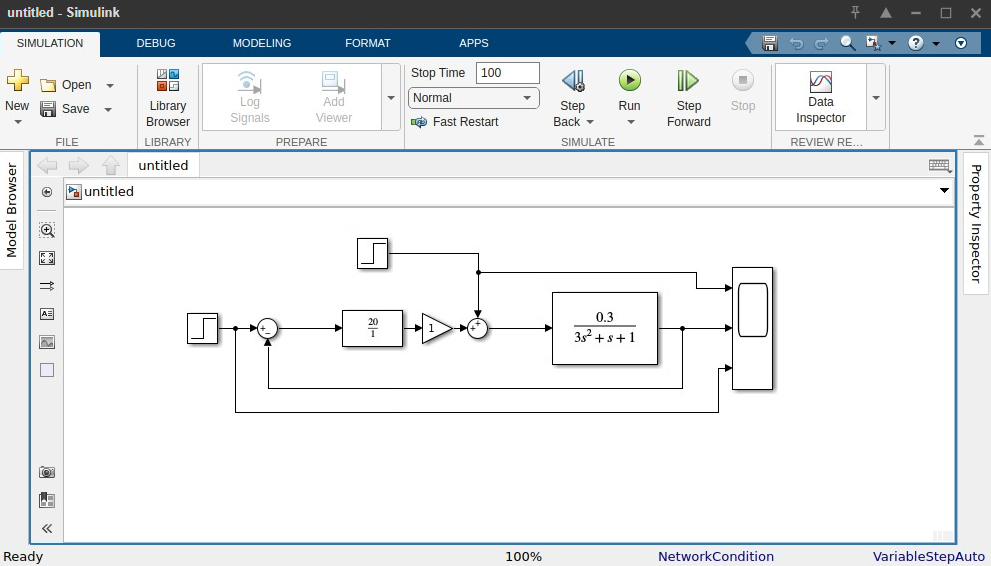 untitled - Simulink
SIMULATION DEBUG MODELING FORMAT APPS
New
Open
Save
FILE
Library
Browser
LIBRARY
Log
Signals
Add
Viewer
PREPARE
Stop Time 100
Normal
Fast Restart
Step
Back
Run
Step
Forward
Stop
SIMULATE
Data
Inspector
REVIEW RE...
Model Browser
untitled
untitled
Property Inspector
+
−
20
1
1
+
+
0.3
3s² + s + 1
Ready 100% NetworkCondition VariableStepAuto